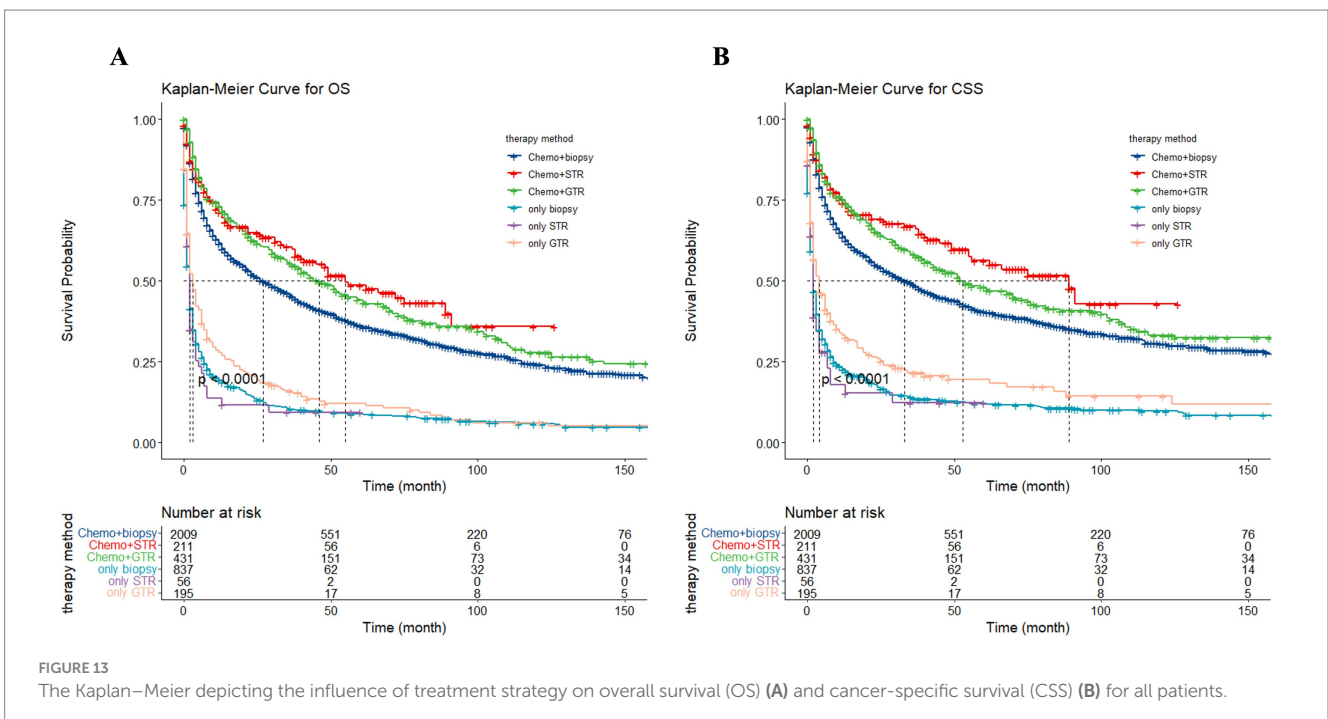 A
Kaplan-Meier Curve for OS
therapy method
Chemo+biopsy
Chemo+STR
Chemo+GTR
only biopsy
only STR
only GTR
Survival Probability
1.00
0.75
0.50
0.25
0.00
p < 0.0001
0 50 100 150
Time (month)
Number at risk
therapy method
Chemo+biopsy 2009 551 220 76
Chemo+STR 211 56 6 0
Chemo+GTR 431 151 73 34
only biopsy 837 62 32 14
only STR 56 2 0 0
only GTR 195 17 8 5
0 50 100 150
Time (month)
B
Kaplan-Meier Curve for CSS
therapy method
Chemo+biopsy
Chemo+STR
Chemo+GTR
only biopsy
only STR
only GTR
Survival Probability
1.00
0.75
0.50
0.25
0.00
p < 0.0001
0 50 100 150
Time (month)
Number at risk
therapy method
Chemo+biopsy 2009 551 220 76
Chemo+STR 211 56 6 0
Chemo+GTR 431 151 73 34
only biopsy 837 62 32 14
only STR 56 2 0 0
only GTR 195 17 8 5
0 50 100 150
Time (month)
FIGURE 13
The Kaplan–Meier depicting the influence of treatment strategy on overall survival (OS) (A) and cancer-specific survival (CSS) (B) for all patients.